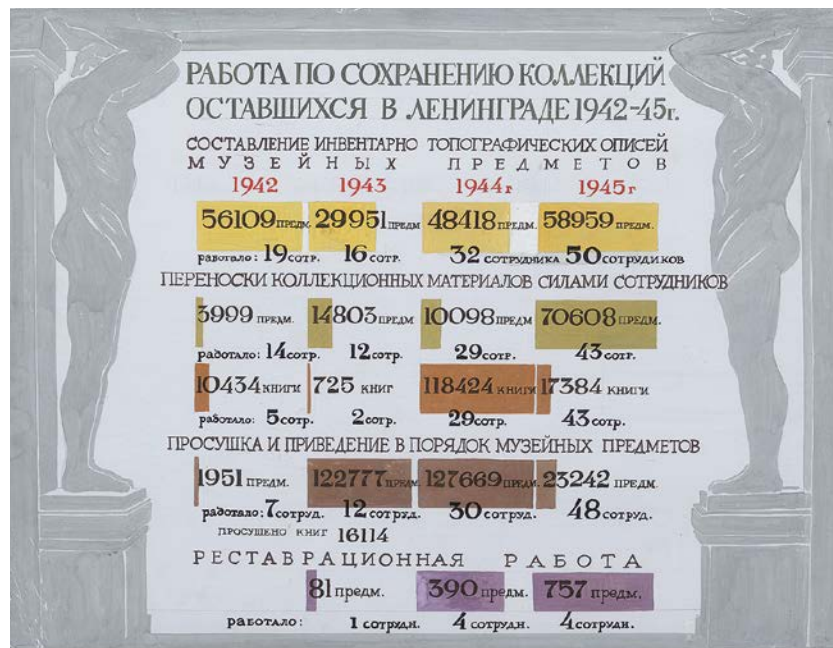 РАБОТА ПО СОХРАНЕНИЮ КОЛЛЕКЦИЙ
ОСТАВШИХСЯ В ЛЕНИНГРАДЕ 1942-45г.
СОСТАВЛЕНИЕ ИНВЕНТАРНО ТОПОГРАФИЧЕСКИХ ОПИСЕЙ
МУЗЕЙНЫХ ПРЕДМЕТОВ
1942 1943 1944г 1945г
56109 ПРЕДМ. 29951 ПРЕДМ 48418 ПРЕДМ. 58959 ПРЕДМ.
работало: 19 СОТР. 16 СОТР. 32 СОТРУДНИКА 50 СОТРУДИКОВ
ПЕРЕНОСКИ КОЛЛЕКЦИОННЫХ МАТЕРИАЛОВ СИЛАМИ СОТРУДНИКОВ
3999 ПРЕДМ. 14803 ПРЕДМ 10098 ПРЕДМ 70608 ПРЕДМ.
работало: 14 СОТР. 12 СОТР. 29 СОТР. 43 СОТР.
10434 КНИГИ 725 КНИГ 118424 КНИГИ 17384 КНИГИ
работало: 5 СОТР. 2 СОТР. 29 СОТР. 43 СОТР.
ПРОСУШКА И ПРИВЕДЕНИЕ В ПОРЯДОК МУЗЕЙНЫХ ПРЕДМЕТОВ
1951 ПРЕДМ. 122777 ПРЕДМ. 127669 ПРЕДМ. 23242 ПРЕДМ.
работало: 7 СОТРУД. 12 СОТРУД. 30 СОТРУД. 48 СОТРУД.
ПРОСУШЕНО КНИГ 16114
РЕСТАВРАЦИОННАЯ РАБОТА
81 предм. 390 предм. 757 предм.
РАБОТАЛО: 1 СОТРУДН. 4 СОТРУДН. 4 СОТРУДН.